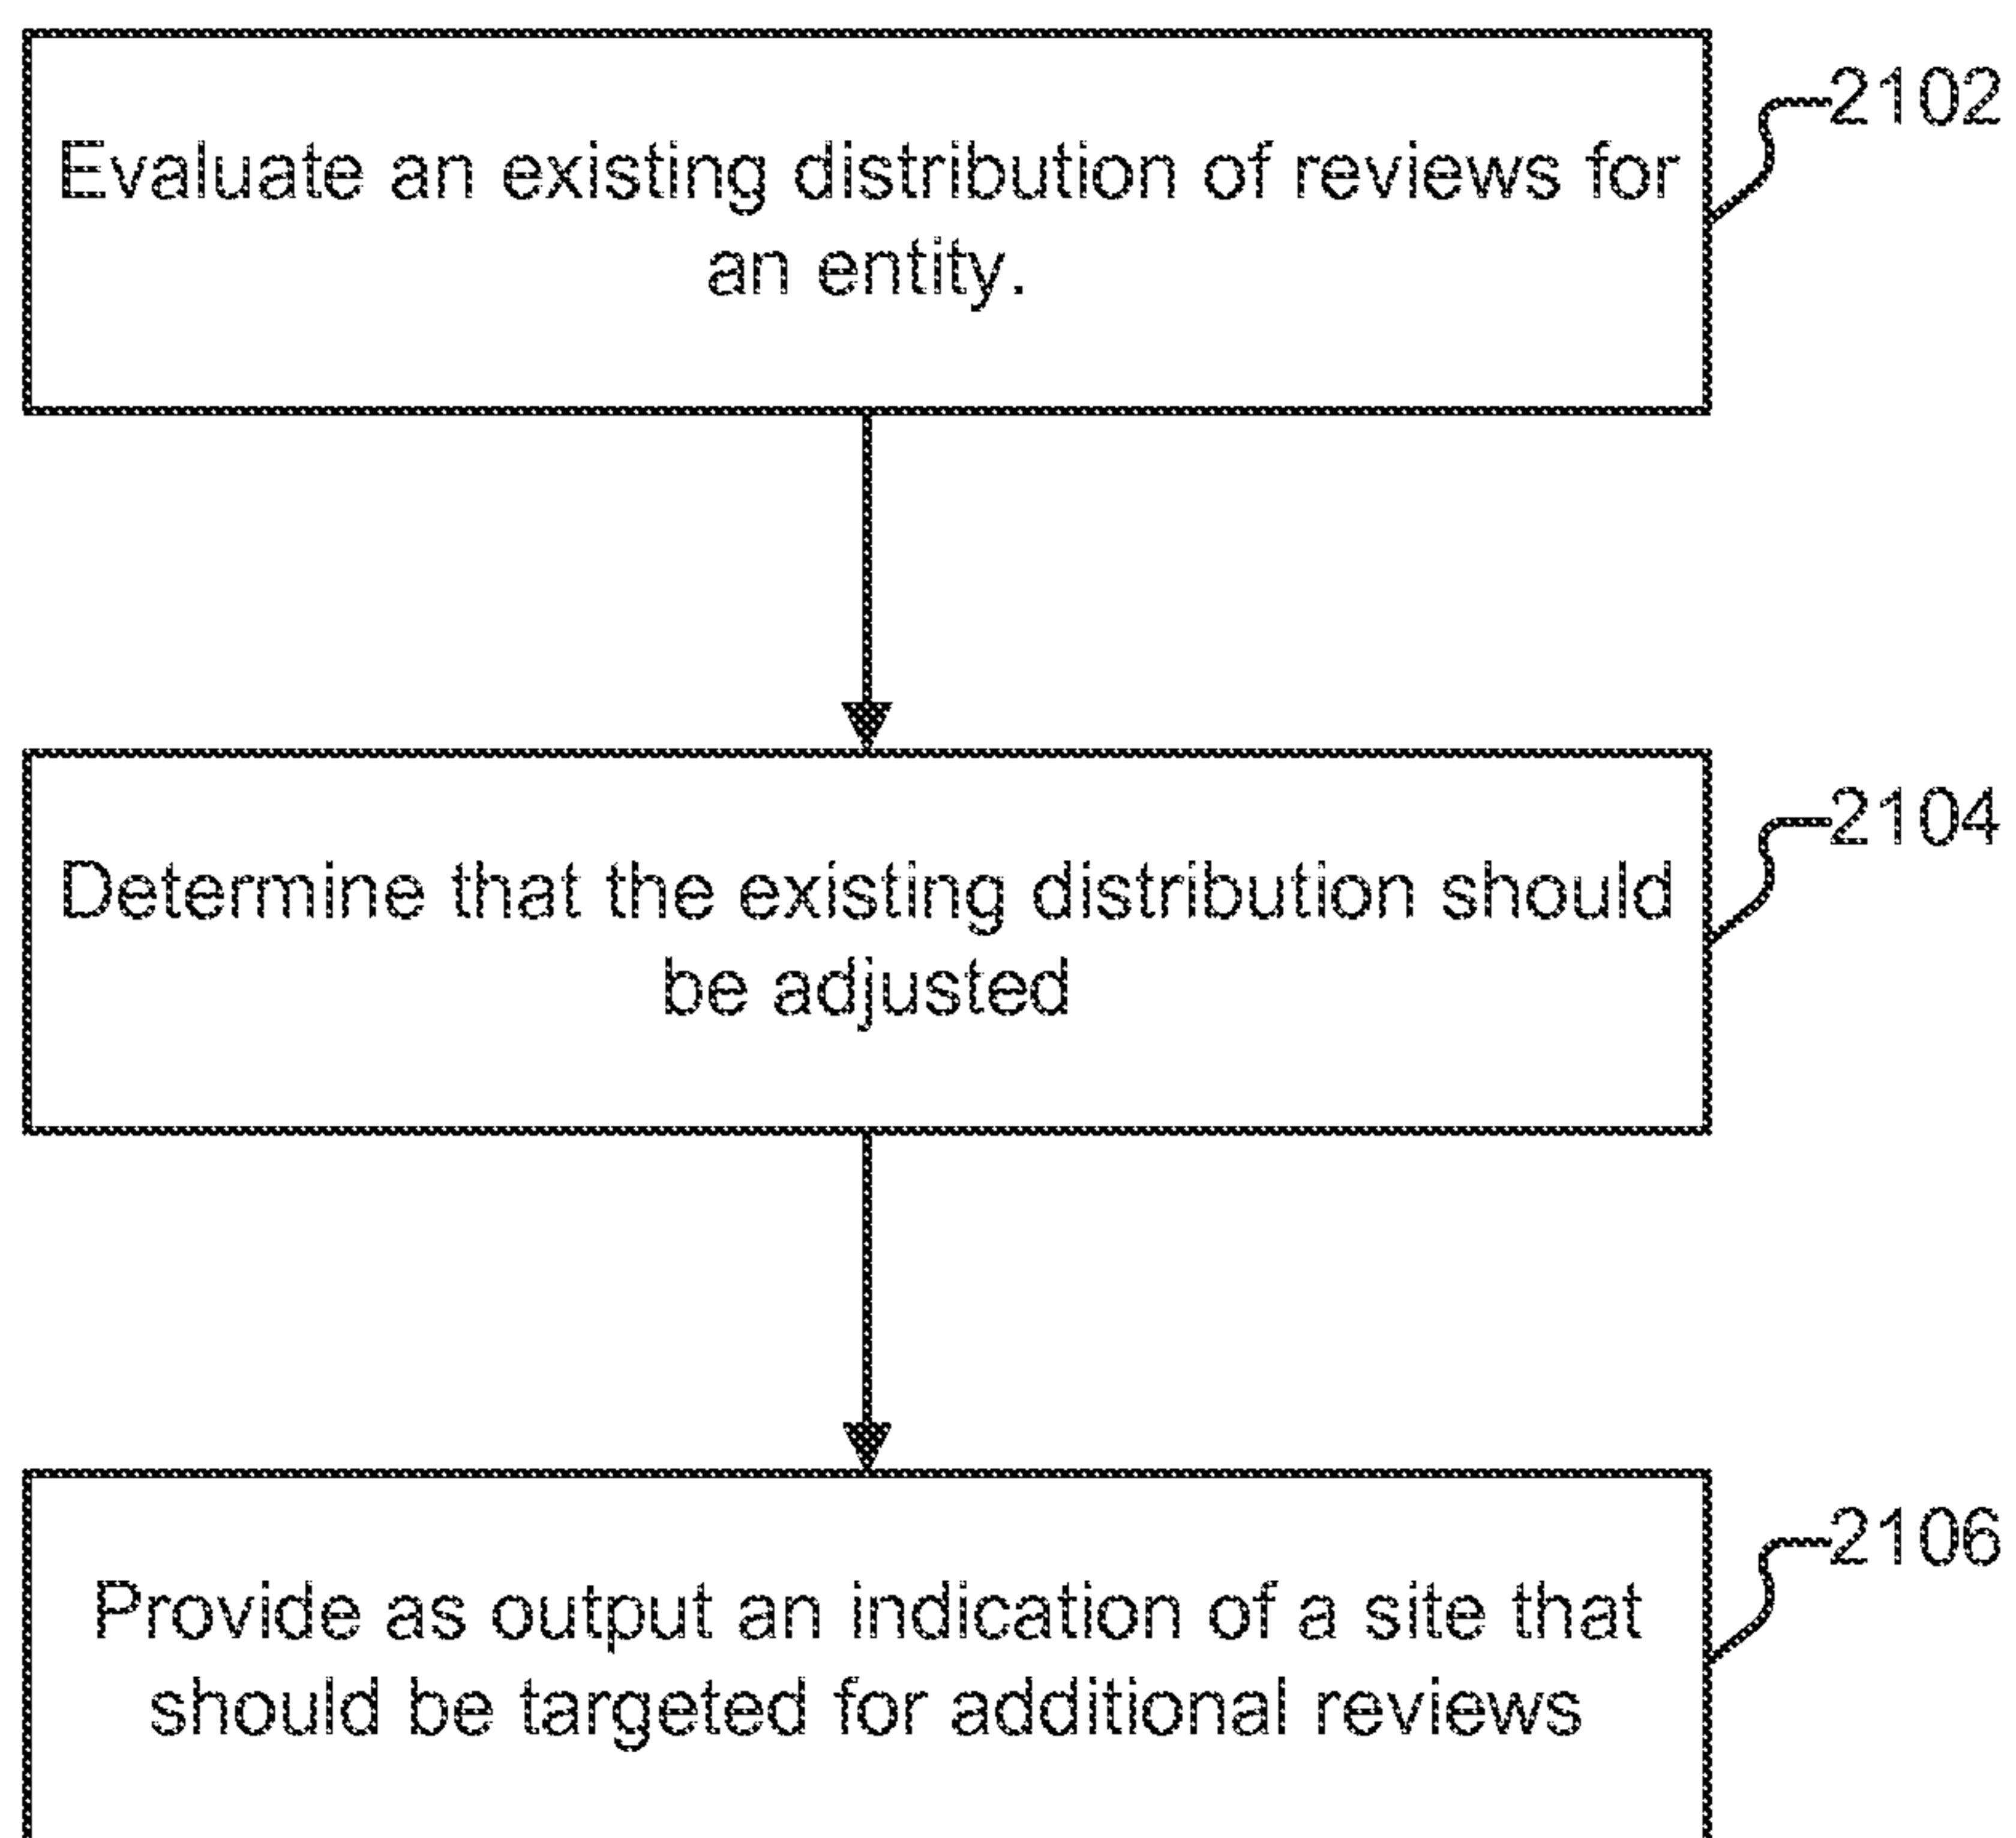 2102
Evaluate an existing distribution of reviews for
an entity.
2104
Determine that the existing distribution should
be adjusted
2106
Provide as output an indication of a site that
should be targeted for additional reviews